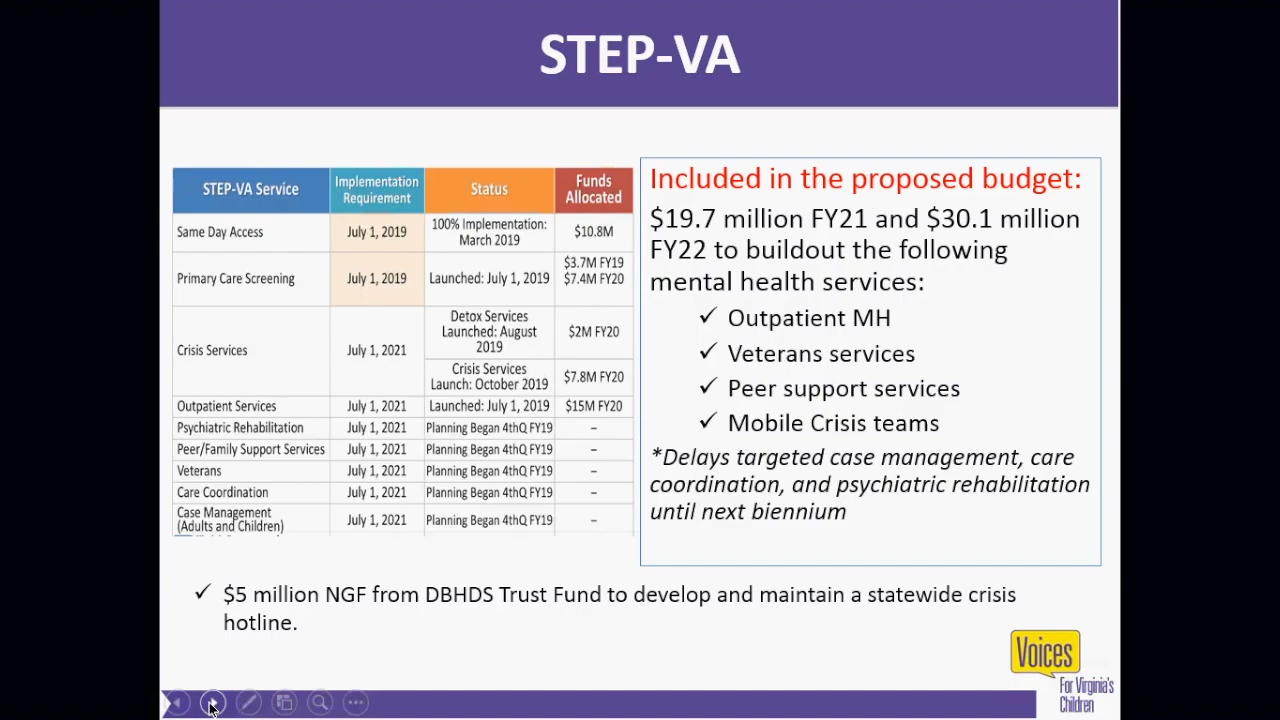 STEP-VA
STEP-VA Service
Implementation
Requirement
Status
Funds
Allocated
Same Day Access
July 1, 2019
100% Implementation:
March 2019
$10.8M
Primary Care Screening
July 1, 2019
Launched: July 1, 2019
$3.7M FY19
$7.4M FY20
Crisis Services
July 1, 2021
Detox Services
Launched: August
2019
$2M FY20
Crisis Services
Launch: October 2019
$7.8M FY20
Outpatient Services
July 1, 2021
Launched: July 1, 2019
$15M FY20
Psychiatric Rehabilitation
July 1, 2021
Planning Began 4thQ FY19
–
Peer/Family Support Services
July 1, 2021
Planning Began 4thQ FY19
–
Veterans
July 1, 2021
Planning Began 4thQ FY19
–
Care Coordination
July 1, 2021
Planning Began 4thQ FY19
–
Case Management
(Adults and Children)
July 1, 2021
Planning Began 4thQ FY19
–
Included in the proposed budget:
$19.7 million FY21 and $30.1 million
FY22 to buildout the following
mental health services:
✓ Outpatient MH
✓ Veterans services
✓ Peer support services
✓ Mobile Crisis teams
*Delays targeted case management, care
coordination, and psychiatric rehabilitation
until next biennium
✓ $5 million NGF from DBHDS Trust Fund to develop and maintain a statewide crisis
hotline.
Voices
For Virginia's
Children